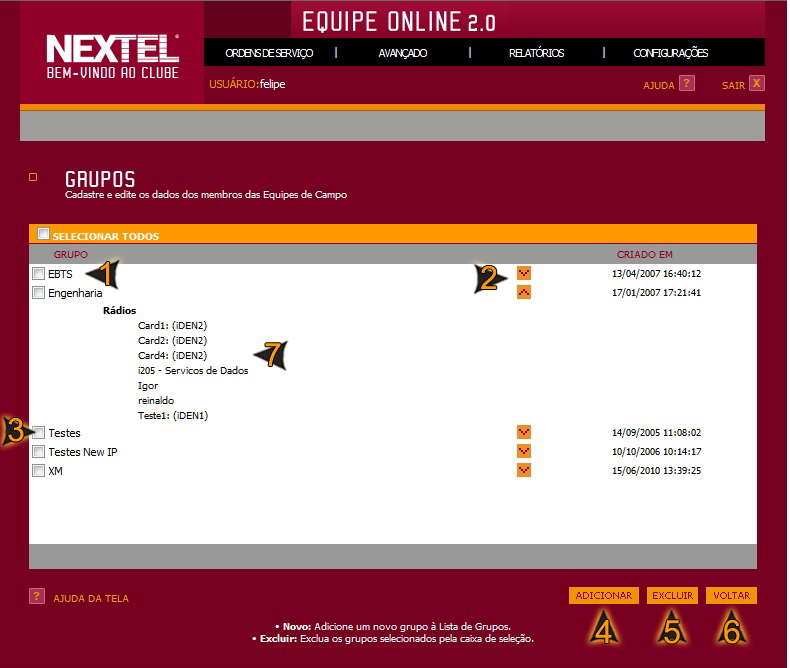 EQUIPE ONLINE 2.0
NEXTEL
BEM-VINDO AO CLUBE
ORDENS DE SERVIÇO | AVANÇADO | RELATÓRIOS | CONFIGURAÇÕES
USUÁRIO:felipe
AJUDA ? SAIR X
GRUPOS
Cadastre e edite os dados dos membros das Equipes de Campo
SELECIONAR TODOS
GRUPO CRIADO EM
EBTS 1 2 13/04/2007 16:40:12
Engenharia 17/01/2007 17:21:41
Rádios
Card1: (iDEN2)
Card2: (iDEN2)
Card4: (iDEN2) 7
i205 - Servicos de Dados
Igor
reinaldo
Teste1: (iDEN1)
3 Testes 14/09/2005 11:08:02
Testes New IP 10/10/2006 10:14:17
XM 15/06/2010 13:39:25
? AJUDA DA TELA
ADICIONAR EXCLUIR VOLTAR
4 5 6
• Novo: Adicione um novo grupo à Lista de Grupos.
• Excluir: Exclua os grupos selecionados pela caixa de seleção.